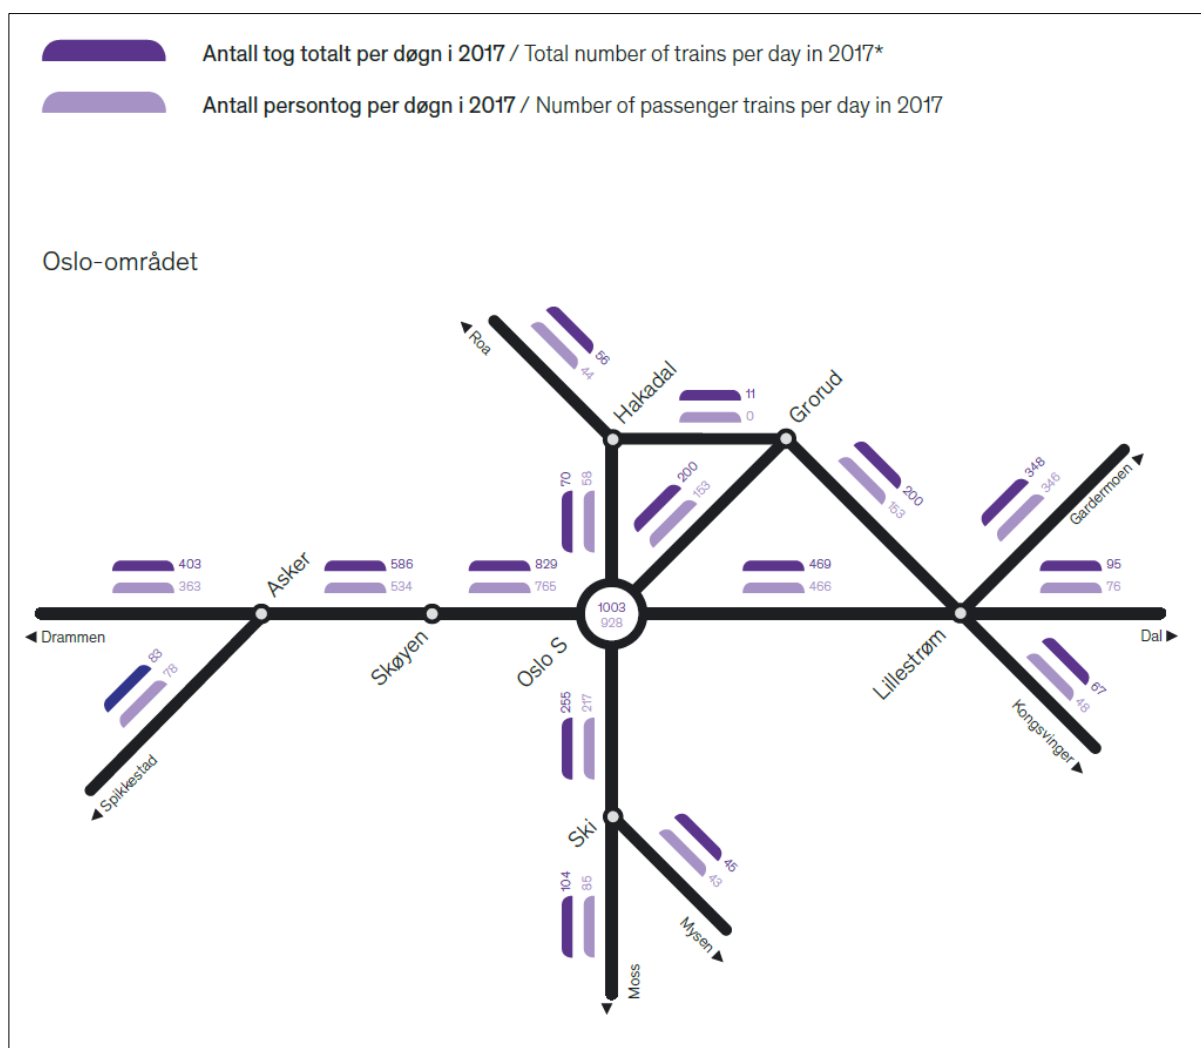 Antall tog totalt per døgn i 2017 / Total number of trains per day in 2017*
Antall persontog per døgn i 2017 / Number of passenger trains per day in 2017
Oslo-området
◄ Roa
56
44
Hakadal
11
0
Grorud
70
58
200
153
200
153
348
346
Gardermoen ►
403
363
Asker
586
534
829
765
469
466
95
76
1003
928
◄ Drammen
Skøyen
Oslo S
Lillestrøm
Dal ►
83
78
◄ Spikkestad
67
48
Kongsvinger ►
255
217
Ski
45
43
Mysen ►
104
85
Moss
◄